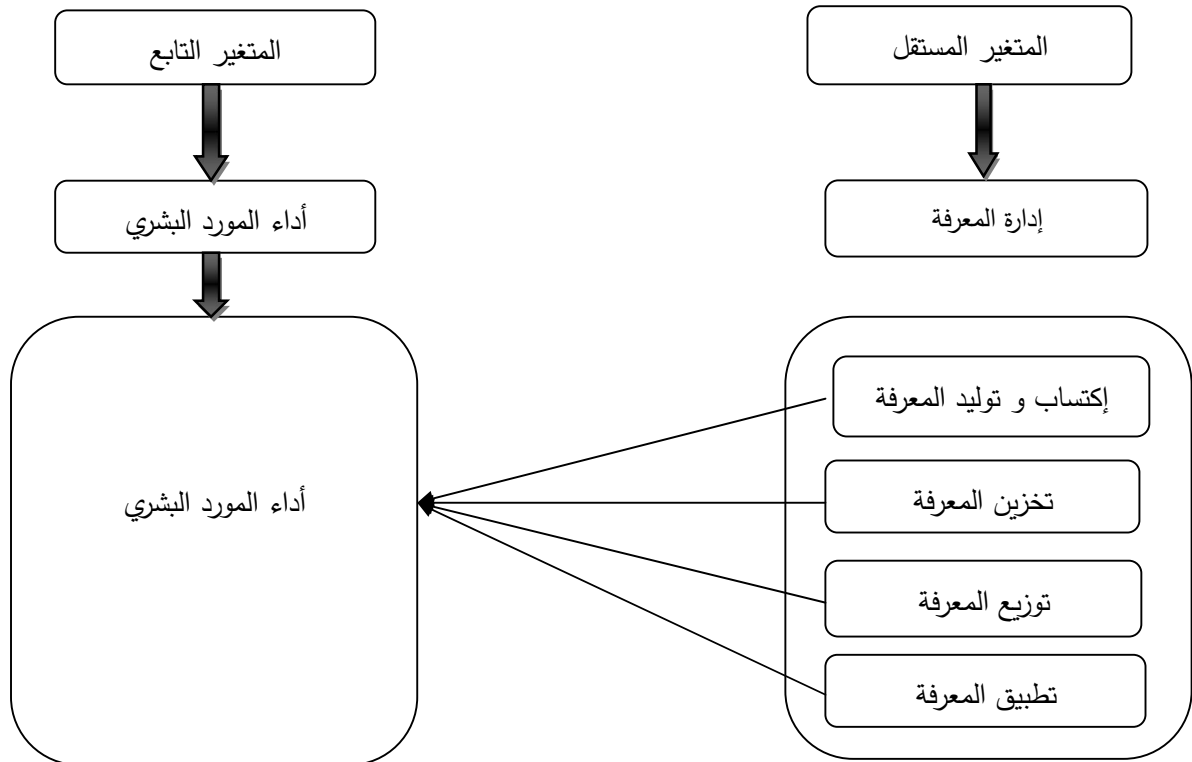 المتغير المستقل
المتغير التابع
إدارة المعرفة
أداء المورد البشري
إكتساب و توليد المعرفة
تخزين المعرفة
توزيع المعرفة
تطبيق المعرفة
أداء المورد البشري